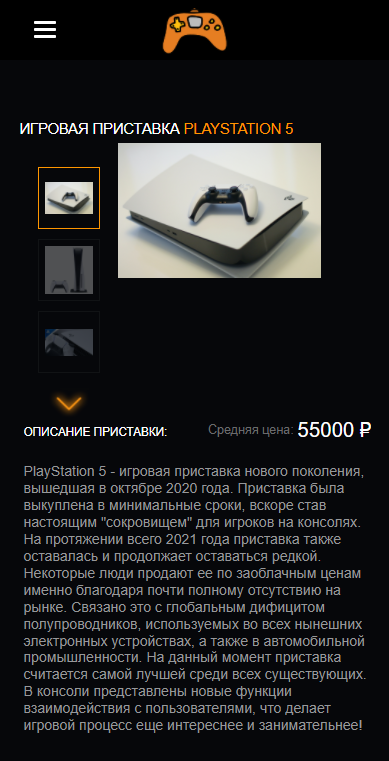 ИГРОВАЯ ПРИСТАВКА PLAYSTATION 5
ОПИСАНИЕ ПРИСТАВКИ:
Средняя цена: 55000 ₽
PlayStation 5 - игровая приставка нового поколения,
вышедшая в октябре 2020 года. Приставка была
выкуплена в минимальные сроки, вскоре став
настоящим "сокровищем" для игроков на консолях.
На протяжении всего 2021 года приставка также
оставалась и продолжает оставаться редкой.
Некоторые люди продают ее по заоблачным ценам
именно благодаря почти полному отсутствию на
рынке. Связано это с глобальным дифицитом
полупроводников, используемых во всех нынешних
электронных устройствах, а также в автомобильной
промышленности. На данный момент приставка
считается самой лучшей среди всех существующих.
В консоли представлены новые функции
взаимодействия с пользователями, что делает
игровой процесс еще интереснее и занимательнее!